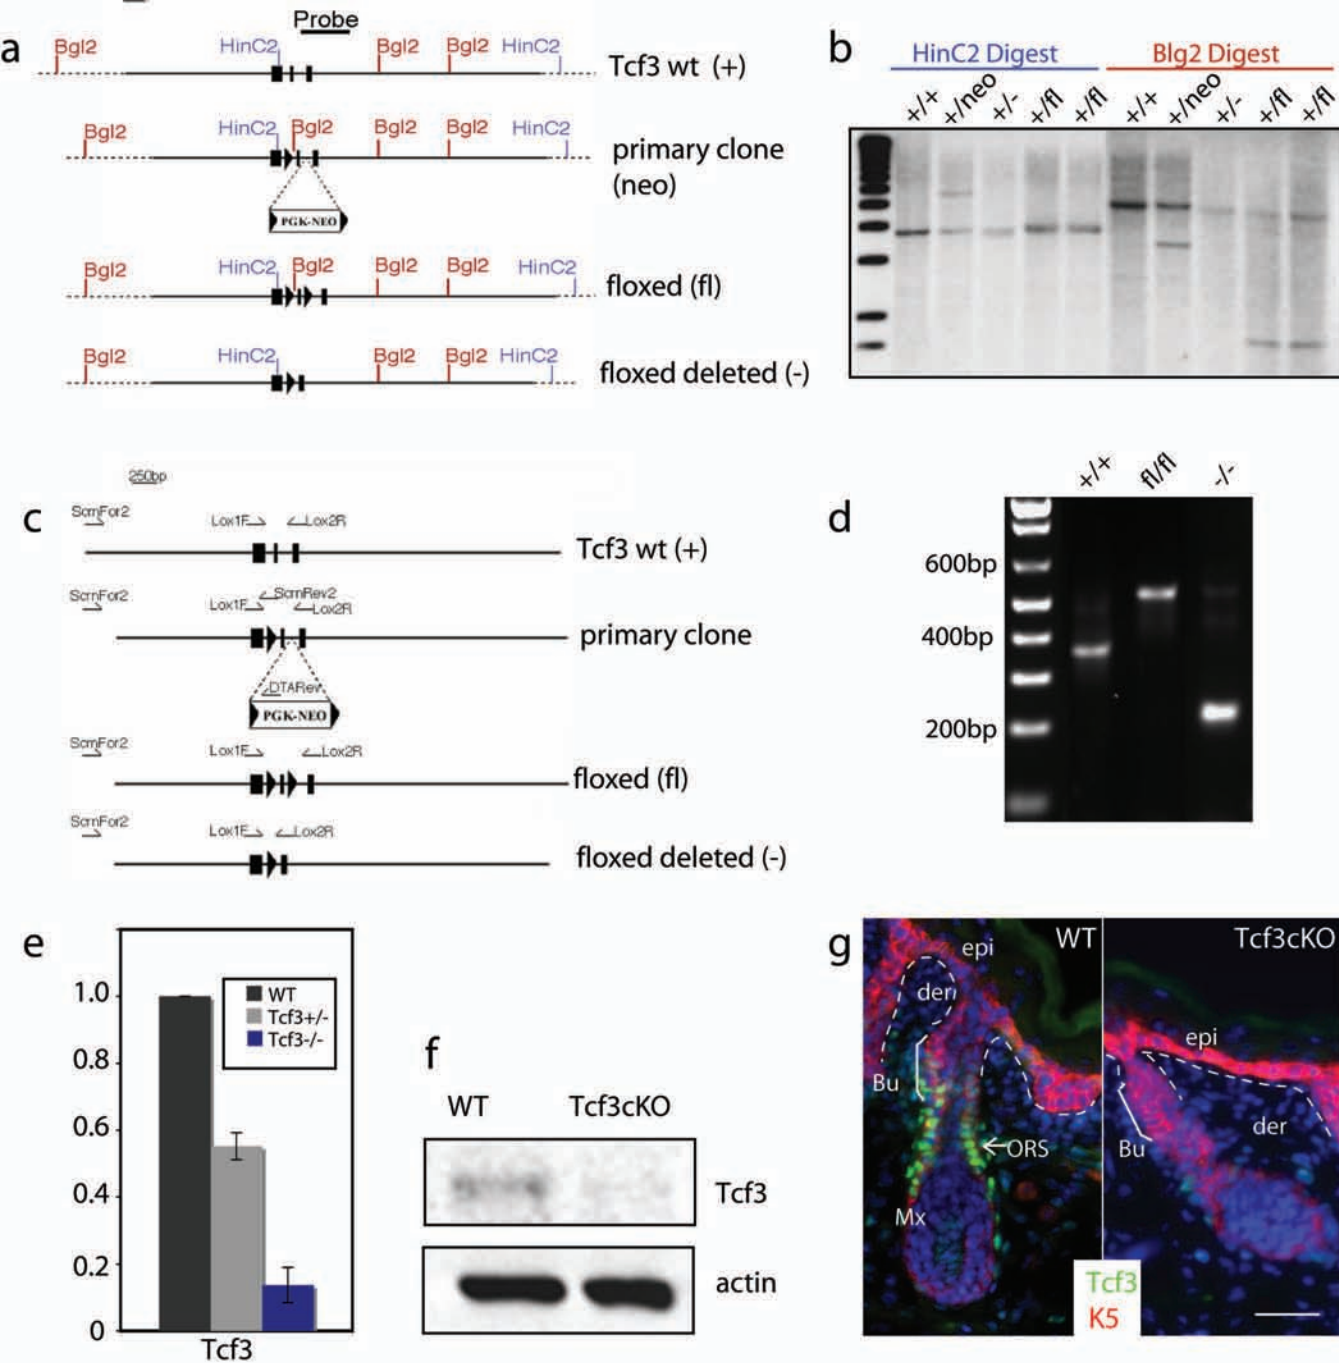 a
Probe
Bgl2 HinC2 Bgl2 Bgl2 HinC2
Tcf3 wt (+)
Bgl2 HinC2 Bgl2 Bgl2 Bgl2 HinC2
primary clone
(neo)
PGK-NEO
Bgl2 HinC2 Bgl2 Bgl2 Bgl2 HinC2
floxed (fl)
Bgl2 HinC2 Bgl2 Bgl2 HinC2
floxed deleted (-)
b
HinC2 Digest Blg2 Digest
+/+ +/neo +/- +/fl +/fl +/+ +/neo +/- +/fl +/fl
c
250bp
ScrnFor2 Lox1F Lox2R
Tcf3 wt (+)
ScrnFor2 Lox1F ScrnRev2 Lox2R
primary clone
DTARev
PGK-NEO
ScrnFor2 Lox1F Lox2R
floxed (fl)
ScrnFor2 Lox1F Lox2R
floxed deleted (-)
d
+/+ fl/fl -/-
600bp
400bp
200bp
e
1.0
0.8
0.6
0.4
0.2
0
WT
Tcf3+/-
Tcf3-/-
Tcf3
f
WT Tcf3cKO
Tcf3
actin
g
WT
epi
der
Bu
ORS
Mx
Tcf3cKO
epi
der
Bu
Tcf3
K5